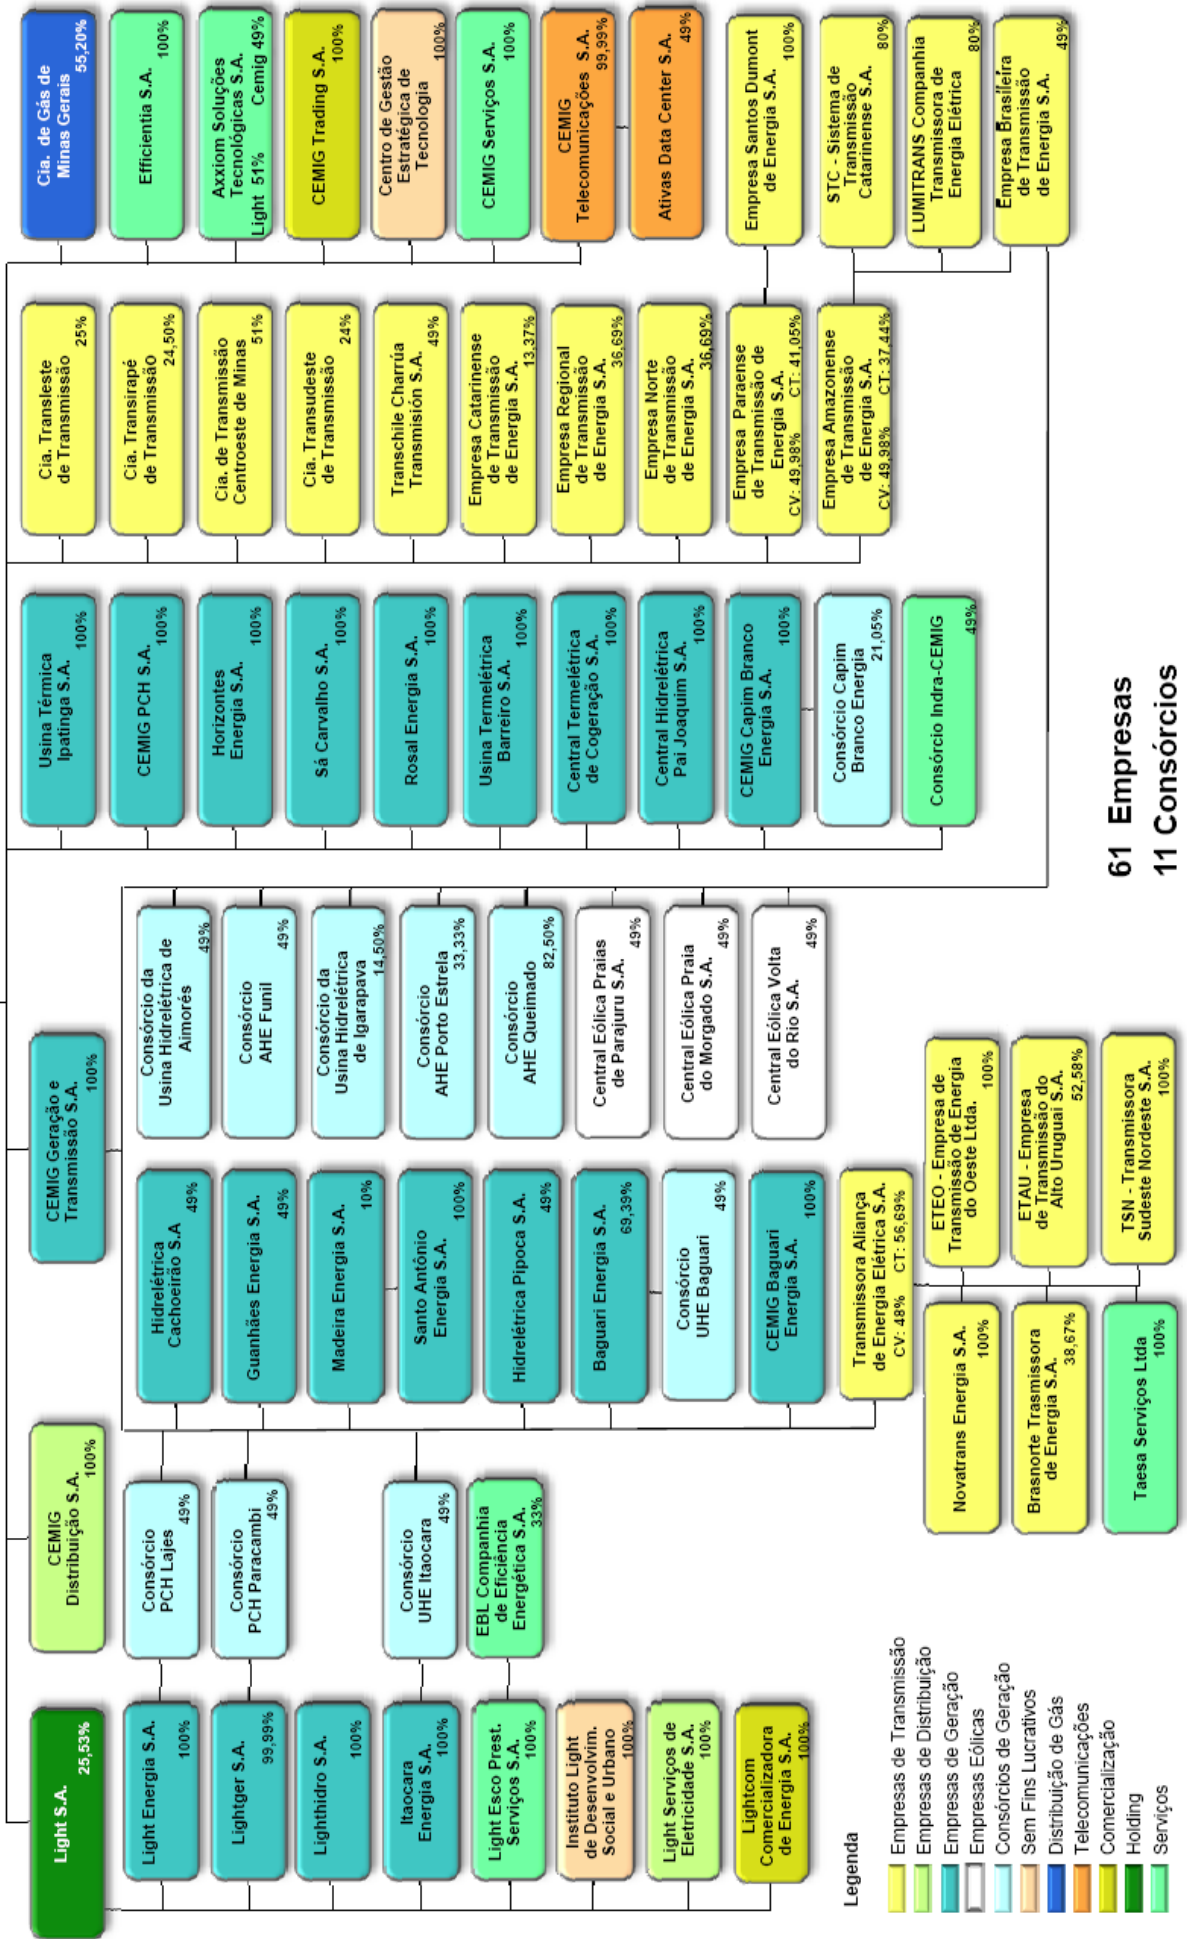 Light S.A.
25,53%
Light Energia S.A.
100%
Lightger S.A.
99,99%
Lighthidro S.A.
100%
Itaocara
Energia S.A.
100%
Light Esco Prest.
Serviços S.A.
100%
Instituto Light
de Desenvolvim.
Social e Urbano
100%
Light Serviços de
Eletricidade S.A.
100%
Lightcom
Comercializadora
de Energia S.A.
100%
CEMIG
Distribuição S.A.
100%
Consórcio
PCH Lajes
49%
Consórcio
PCH Paracambi
49%
Consórcio
UHE Itaocara
49%
EBL Companhia
de Eficiência
Energética S.A.
33%
CEMIG Geração e
Transmissão S.A.
100%
Hidrelétrica
Cachoeirão S.A
49%
Guanhães Energia S.A.
49%
Madeira Energia S.A.
10%
Santo Antônio
Energia S.A.
100%
Hidrelétrica Pipoca S.A.
49%
Baguari Energia S.A.
69,39%
Consórcio
UHE Baguari
49%
CEMIG Baguari
Energia S.A.
100%
Transmissora Aliança
de Energia Elétrica S.A.
CV: 48% CT: 56,69%
Novatrans Energia S.A.
100%
Brasnorte Trasmissora
de Energia S.A.
38,67%
Taesa Serviços Ltda
100%
ETEO - Empresa de
Transmissão de Energia
do Oeste Ltda.
100%
ETAU - Empresa
de Transmissão do
Alto Uruguai S.A.
52,58%
TSN - Transmissora
Sudeste Nordeste S.A.
100%
Consórcio da
Usina Hidrelétrica de
Aimorés
49%
Consórcio
AHE Funil
49%
Consórcio da
Usina Hidrelétrica
de Igarapava
14,50%
Consórcio
AHE Porto Estrela
33,33%
Consórcio
AHE Queimado
82,50%
Central Eólica Praias
de Parajuru S.A.
49%
Central Eólica Praia
do Morgado S.A.
49%
Central Eólica Volta
do Rio S.A.
49%
Usina Térmica
Ipatinga S.A.
100%
CEMIG PCH S.A.
100%
Horizontes
Energia S.A.
100%
Sá Carvalho S.A.
100%
Rosal Energia S.A.
100%
Usina Termelétrica
Barreiro S.A.
100%
Central Termelétrica
de Cogeração S.A.
100%
Central Hidrelétrica
Pai Joaquim S.A.
100%
CEMIG Capim Branco
Energia S.A.
100%
Consórcio Capim
Branco Energia
21,05%
Consórcio Indra-CEMIG
49%
Cia. Transleste
de Transmissão
25%
Cia. Transirapé
de Transmissão
24,50%
Cia. de Transmissão
Centroeste de Minas
51%
Cia. Transudeste
de Transmissão
24%
Transchile Charrúa
Transmisión S.A.
49%
Empresa Catarinense
de Transmissão
de Energia S.A.
13,37%
Empresa Regional
de Transmissão
de Energia S.A.
36,69%
Empresa Norte
de Transmissão
de Energia S.A.
36,69%
Empresa Paraense
de Transmissão de
Energia S.A.
CV: 49,98% CT: 41,05%
Empresa Amazonense
de Transmissão
de Energia S.A.
CV: 49,98% CT: 37,44%
Cia. de Gás de
Minas Gerais
55,20%
Efficientia S.A.
100%
Axxiom Soluções
Tecnológicas S.A.
Light 51% Cemig 49%
CEMIG Trading S.A.
100%
Centro de Gestão
Estratégica de
Tecnologia
100%
CEMIG Serviços S.A.
100%
CEMIG
Telecomunicações S.A.
99,99%
Ativas Data Center S.A.
49%
Empresa Santos Dumont
de Energia S.A.
100%
STC - Sistema de
Transmissão
Catarinense S.A.
80%
LUMITRANS Companhia
Transmissora de
Energia Elétrica
80%
Empresa Brasileira
de Transmissão
de Energia S.A.
49%
61 Empresas
11 Consórcios
Legenda
Empresas de Transmissão
Empresas de Distribuição
Empresas de Geração
Empresas Eólicas
Consórcios de Geração
Sem Fins Lucrativos
Distribuição de Gás
Telecomunicações
Comercialização
Holding
Serviços